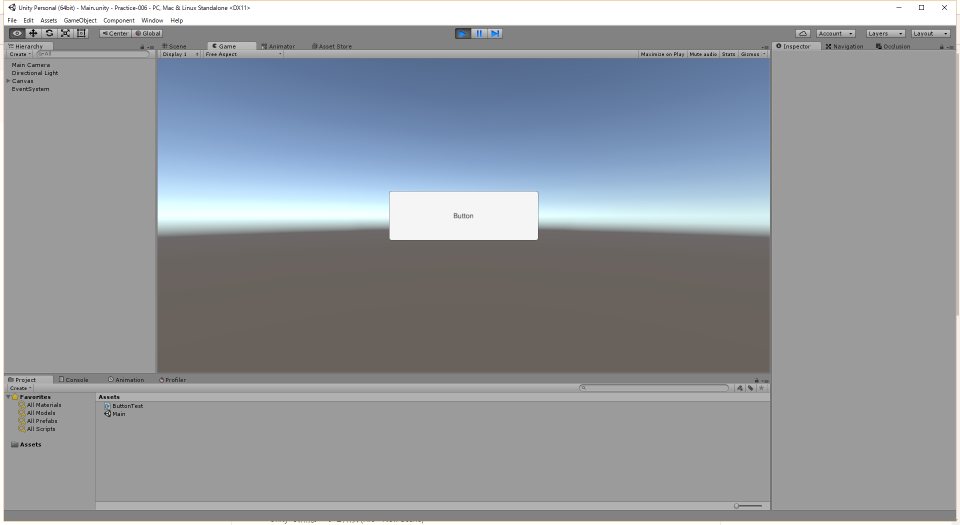 Unity Personal (64bit) - Main.unity - Practice-006 - PC, Mac & Linux Standalone <DX11>
File Edit Assets GameObject Component Window Help
Center Global Account Layers Layout
Hierarchy Scene Game Animator Asset Store Inspector Navigation Occlusion
Create All Display 1 Free Aspect Maximize on Play Mute audio Stats Gizmos
Main Camera
Directional Light
Canvas
EventSystem
Button
Project Console Animation Profiler
Create
Favorites Assets
All Materials ButtonTest
All Models Main
All Prefabs
All Scripts
Assets